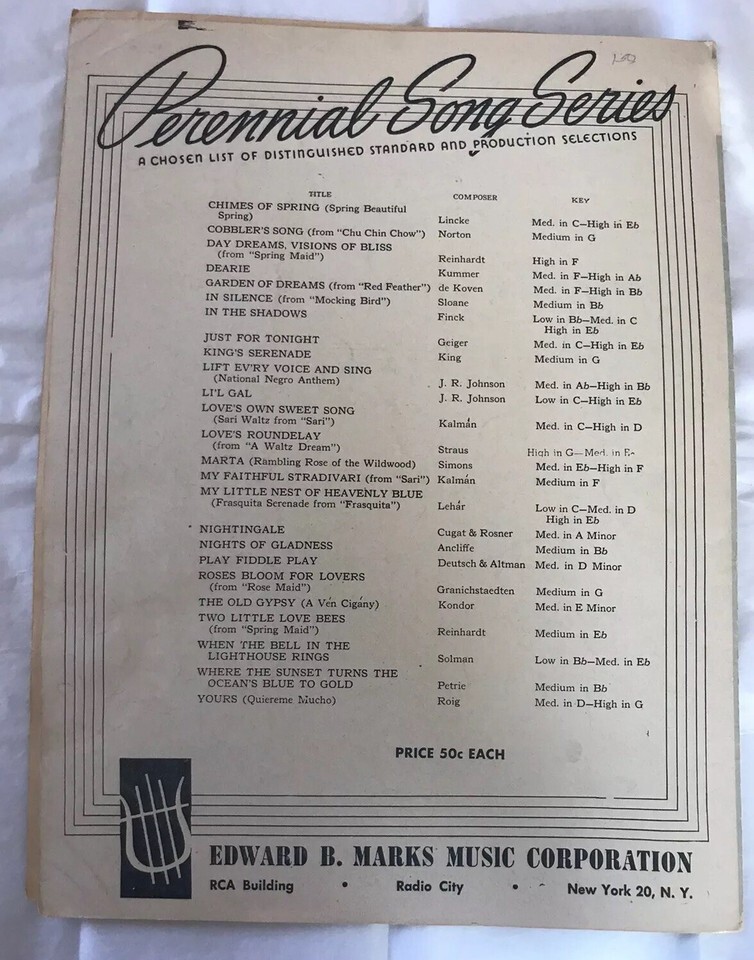 Perennial Song Series
A CHOSEN LIST OF DISTINGUISHED STANDARD AND PRODUCTION SELECTIONS
TITLE COMPOSER KEY
CHIMES OF SPRING (Spring Beautiful
Spring) Lincke Med. in C—High in Eb
COBBLER'S SONG (from "Chu Chin Chow") Norton Medium in G
DAY DREAMS, VISIONS OF BLISS
(from "Spring Maid") Reinhardt High in F
DEARIE Kummer Med. in F—High in Ab
GARDEN OF DREAMS (from "Red Feather") de Koven Med. in F—High in Bb
IN SILENCE (from "Mocking Bird") Sloane Medium in Bb
IN THE SHADOWS Finck Low in Bb—Med. in C
High in Eb
JUST FOR TONIGHT Geiger Med. in C—High in Eb
KING'S SERENADE King Medium in G
LIFT EV'RY VOICE AND SING
(National Negro Anthem) J. R. Johnson Med. in Ab—High in Bb
LI'L GAL J. R. Johnson Low in C—High in Eb
LOVE'S OWN SWEET SONG
(Sari Waltz from "Sari") Kalmán Med. in C—High in D
LOVE'S ROUNDELAY
(from "A Waltz Dream") Straus High in G—Med. in
MARTA (Rambling Rose of the Wildwood) Simons Med. in Eb—High in F
MY FAITHFUL STRADIVARI (from "Sari") Kalmán Medium in F
MY LITTLE NEST OF HEAVENLY BLUE
(Frasquita Serenade from "Frasquita") Lehár Low in C—Med. in D
High in Eb
NIGHTINGALE Cugat & Rosner Med. in A Minor
NIGHTS OF GLADNESS Ancliffe Medium in Bb
PLAY FIDDLE PLAY Deutsch & Altman Med. in D Minor
ROSES BLOOM FOR LOVERS
(from "Rose Maid") Granichstaedten Medium in G
THE OLD GYPSY (A Vén Cigány) Kondor Med. in E Minor
TWO LITTLE LOVE BEES
(from "Spring Maid") Reinhardt Medium in Eb
WHEN THE BELL IN THE
LIGHTHOUSE RINGS Solman Low in Bb—Med. in Eb
WHERE THE SUNSET TURNS THE
OCEAN'S BLUE TO GOLD Petrie Medium in Bb
YOURS (Quiereme Mucho) Roig Med. in D—High in G
PRICE 50c EACH
EDWARD B. MARKS MUSIC CORPORATION
RCA Building • Radio City • New York 20, N. Y.